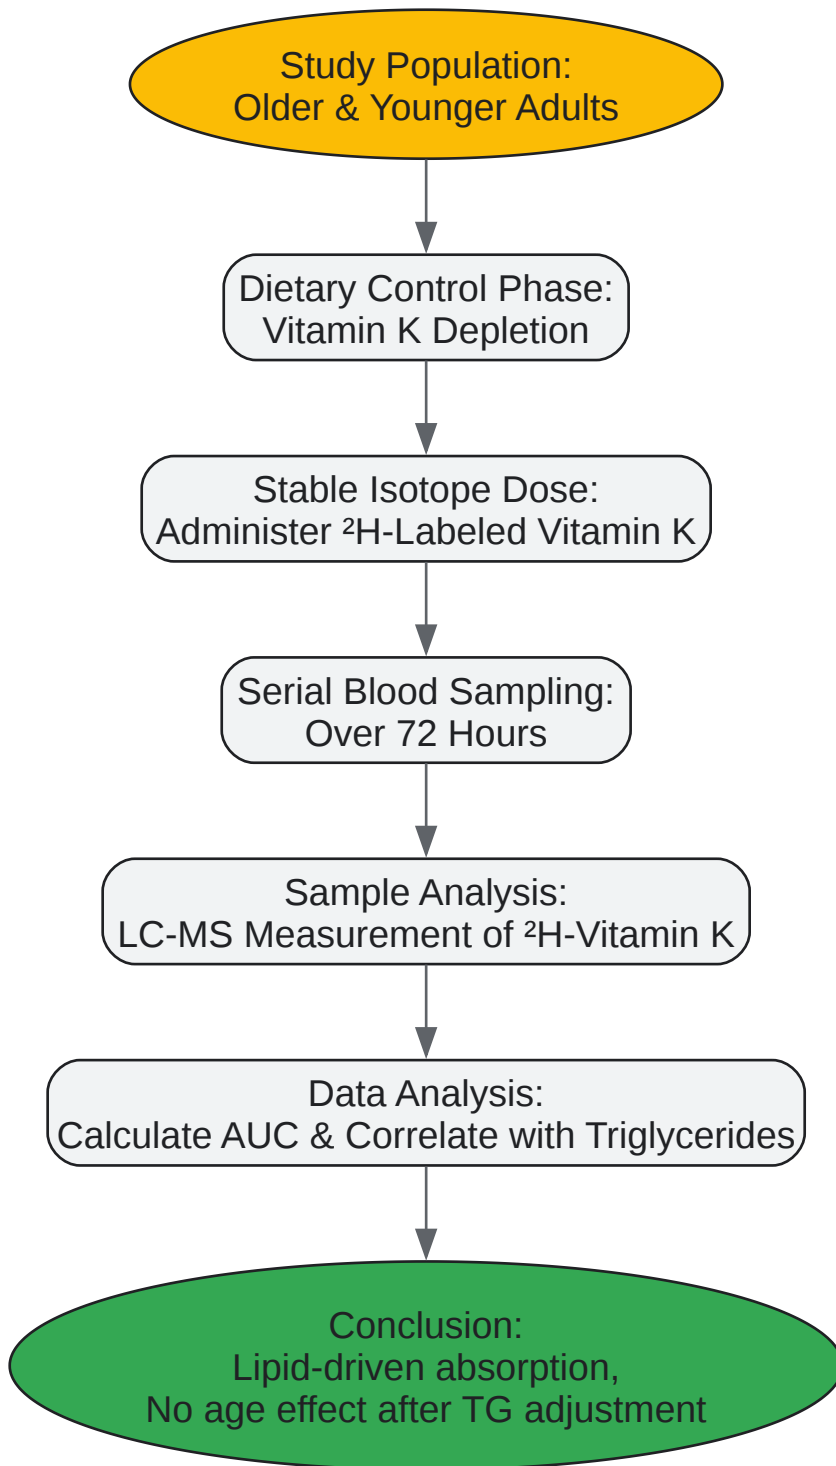 Study Population:
Older & Younger Adults
Dietary Control Phase:
Vitamin K Depletion
Stable Isotope Dose:
Administer ²H-Labeled Vitamin K
Serial Blood Sampling:
Over 72 Hours
Sample Analysis:
LC-MS Measurement of ²H-Vitamin K
Data Analysis:
Calculate AUC & Correlate with Triglycerides
Conclusion:
Lipid-driven absorption,
No age effect after TG adjustment